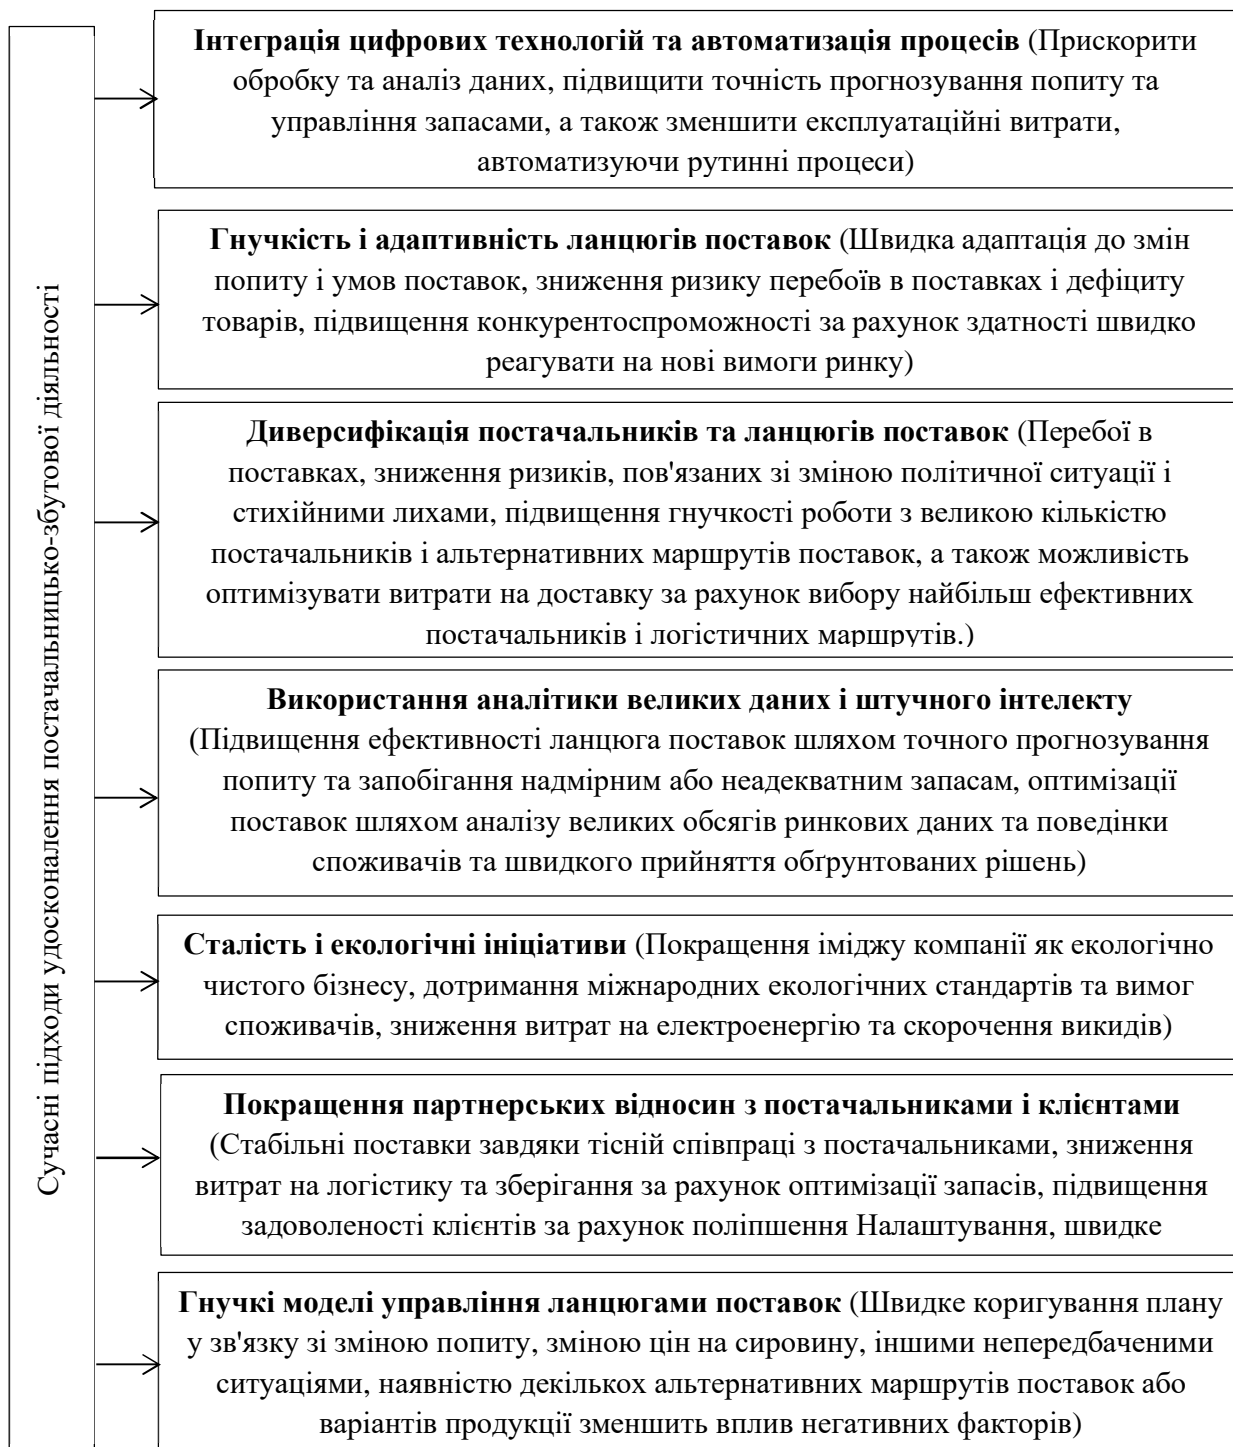 Сучасні підходи удосконалення постачальницько-збутової діяльності
Інтеграція цифрових технологій та автоматизація процесів (Прискорити
обробку та аналіз даних, підвищити точність прогнозування попиту та
управління запасами, а також зменшити експлуатаційні витрати,
автоматизуючи рутинні процеси)
Гнучкість і адаптивність ланцюгів поставок (Швидка адаптація до змін
попиту і умов поставок, зниження ризику перебоїв в поставках і дефіциту
товарів, підвищення конкурентоспроможності за рахунок здатності швидко
реагувати на нові вимоги ринку)
Диверсифікація постачальників та ланцюгів поставок (Перебої в
поставках, зниження ризиків, пов'язаних зі зміною політичної ситуації і
стихійними лихами, підвищення гнучкості роботи з великою кількістю
постачальників і альтернативних маршрутів поставок, а також можливість
оптимізувати витрати на доставку за рахунок вибору найбільш ефективних
постачальників і логістичних маршрутів.)
Використання аналітики великих даних і штучного інтелекту
(Підвищення ефективності ланцюга поставок шляхом точного прогнозування
попиту та запобігання надмірним або неадекватним запасам, оптимізації
поставок шляхом аналізу великих обсягів ринкових даних та поведінки
споживачів та швидкого прийняття обґрунтованих рішень)
Сталість і екологічні ініціативи (Покращення іміджу компанії як екологічно
чистого бізнесу, дотримання міжнародних екологічних стандартів та вимог
споживачів, зниження витрат на електроенергію та скорочення викидів)
Покращення партнерських відносин з постачальниками і клієнтами
(Стабільні поставки завдяки тісній співпраці з постачальниками, зниження
витрат на логістику та зберігання за рахунок оптимізації запасів, підвищення
задоволеності клієнтів за рахунок поліпшення Налаштування, швидке
Гнучкі моделі управління ланцюгами поставок (Швидке коригування плану
у зв'язку зі зміною попиту, зміною цін на сировину, іншими непередбаченими
ситуаціями, наявністю декількох альтернативних маршрутів поставок або
варіантів продукції зменшить вплив негативних факторів)